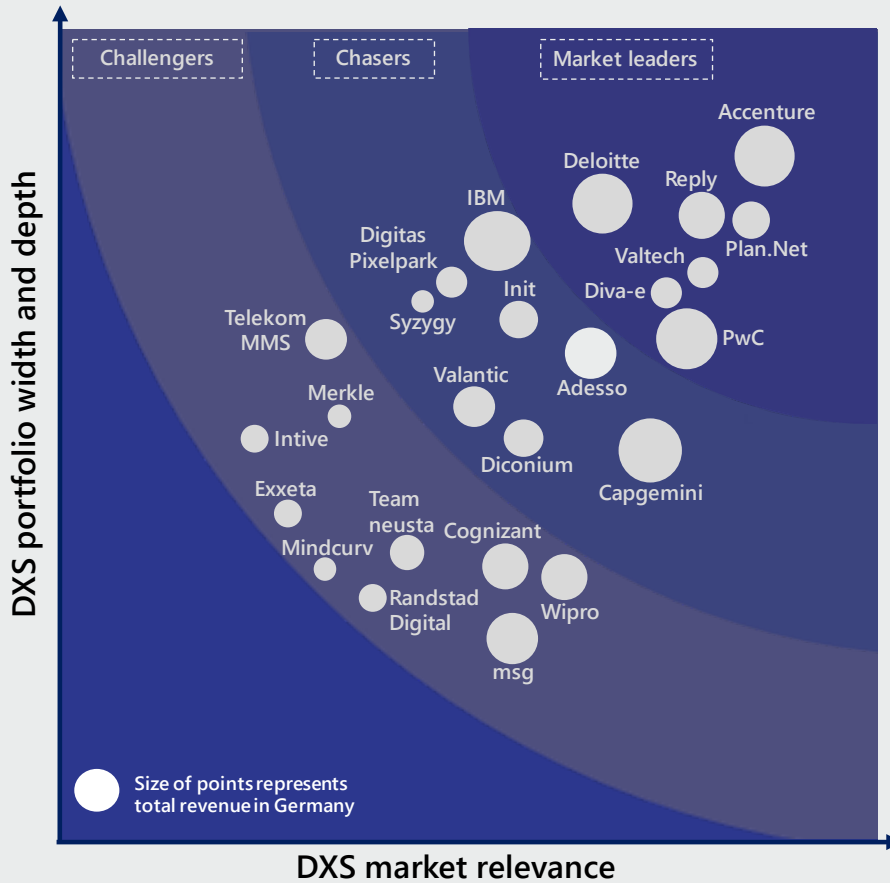 Challengers
Chasers
Market leaders
Accenture
Deloitte
Reply
IBM
Digitas
Pixelpark
Plan.Net
Valtech
Init
Diva-e
Syzygy
Telekom
MMS
PwC
Adesso
Valantic
Merkle
Intive
Diconium
Capgemini
Exxeta
Team
neusta
Cognizant
Mindcurv
Randstad
Digital
Wipro
msg
Size of points represents
total revenue in Germany
DXS portfolio width and depth
DXS market relevance